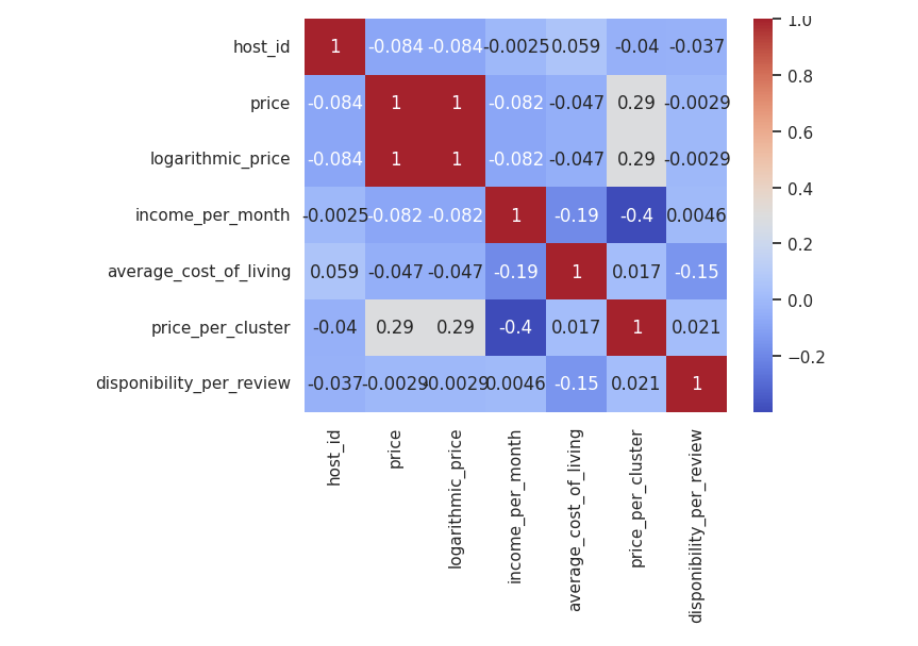 host_id 1 -0.084 -0.084 -0.0025 0.059 -0.04 -0.037
price -0.084 1 1 -0.082 -0.047 0.29 -0.0029
logarithmic_price -0.084 1 1 -0.082 -0.047 0.29 -0.0029
income_per_month -0.0025 -0.082 -0.082 1 -0.19 -0.4 0.0046
average_cost_of_living 0.059 -0.047 -0.047 -0.19 1 0.017 -0.15
price_per_cluster -0.04 0.29 0.29 -0.4 0.017 1 0.021
disponibility_per_review -0.037 -0.0029 -0.0029 0.0046 -0.15 0.021 1
host_id
price
logarithmic_price
income_per_month
average_cost_of_living
price_per_cluster
disponibility_per_review
1.0
0.8
0.6
0.4
0.2
0.0
−0.2